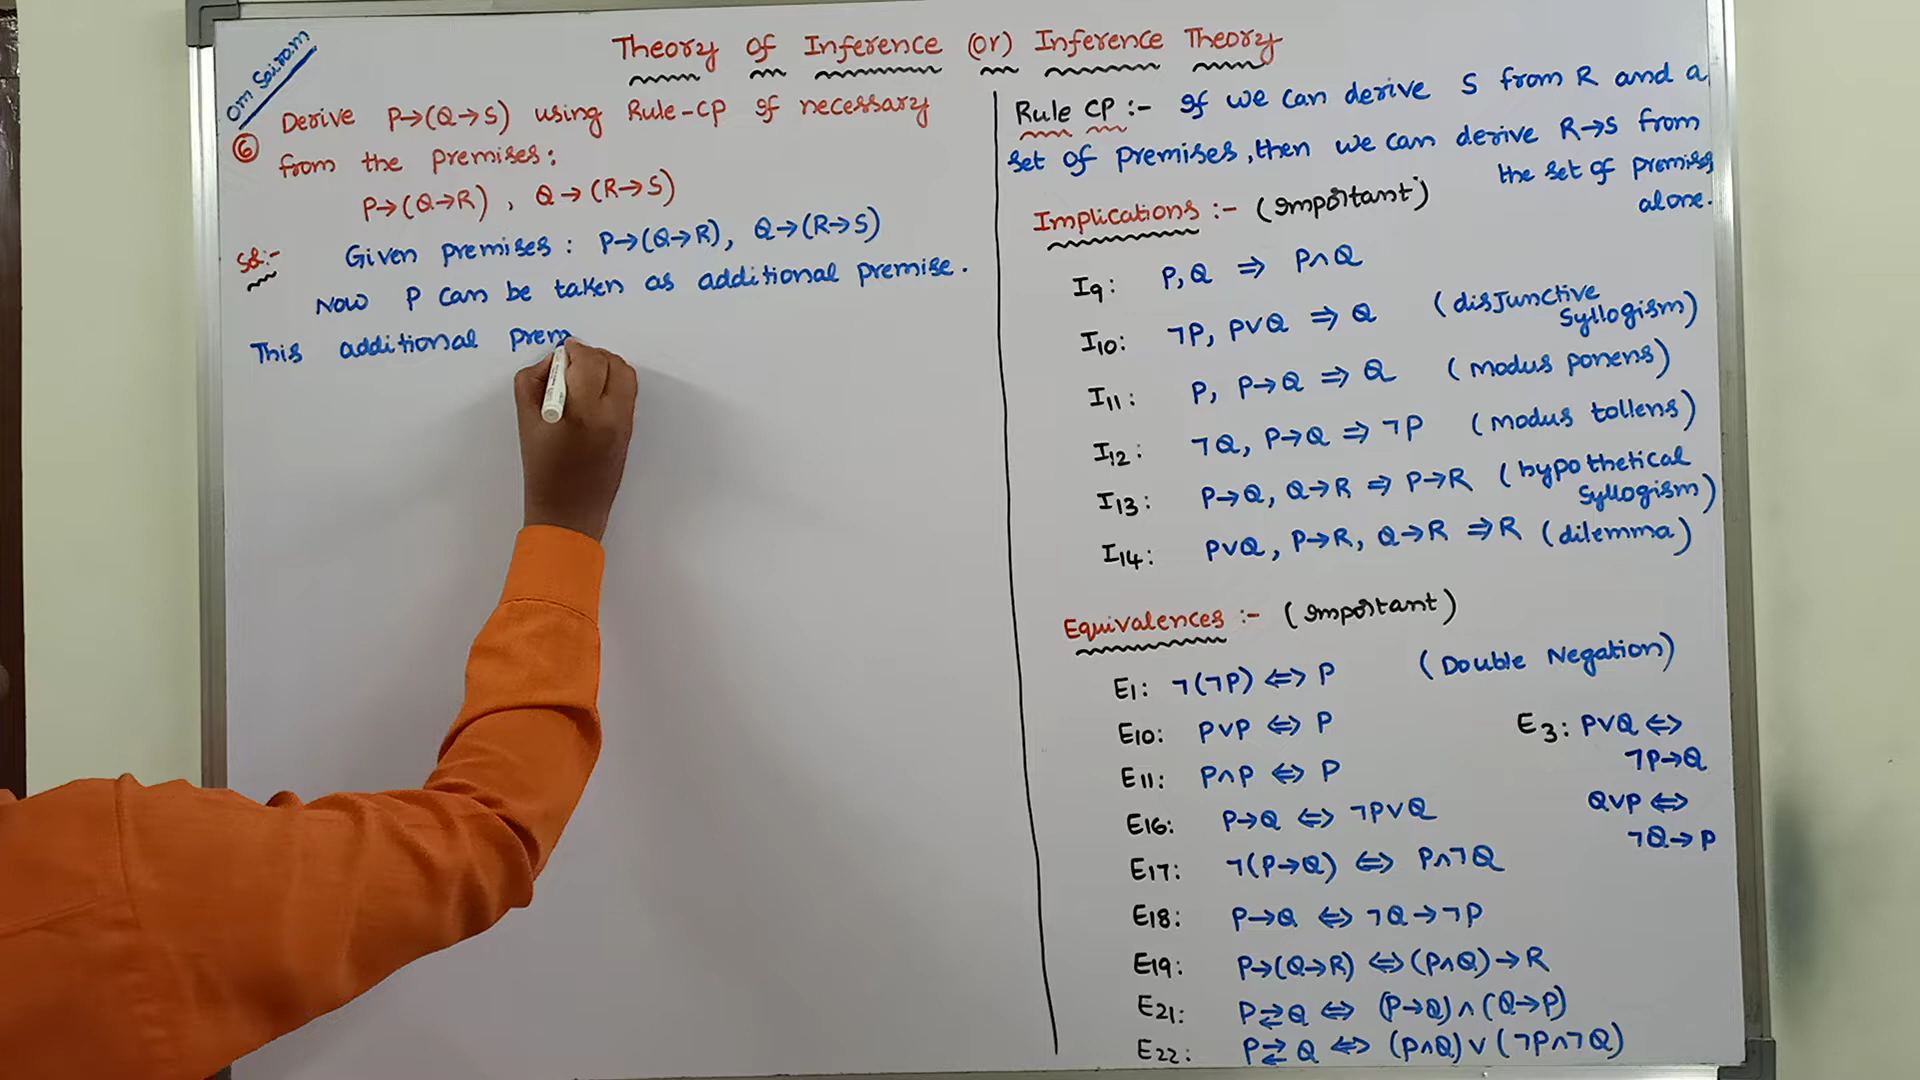 Om Sairam
Theory of Inference (or) Inference Theory
⑥ Derive P→(Q→S) using Rule-CP if necessary
from the premises:
P→(Q→R), Q→(R→S)
Sol:- Given premises: P→(Q→R), Q→(R→S)
Now P can be taken as additional premise.
This additional prem
Rule CP:- If we can derive S from R and a
set of premises, then we can derive R→S from
the set of premises
alone.
Implications:- (Important)
I9: P, Q ⇒ P∧Q
I10: ¬P, P∨Q ⇒ Q (disjunctive
Syllogism)
I11: P, P→Q ⇒ Q (modus ponens)
I12: ¬Q, P→Q ⇒ ¬P (modus tollens)
I13: P→Q, Q→R ⇒ P→R (hypothetical
Syllogism)
I14: P∨Q, P→R, Q→R ⇒ R (dilemma)
Equivalences:- (Important)
E1: ¬(¬P) ⇔ P (Double Negation)
E10: P∨P ⇔ P
E11: P∧P ⇔ P
E16: P→Q ⇔ ¬P∨Q
E17: ¬(P→Q) ⇔ P∧¬Q
E18: P→Q ⇔ ¬Q→¬P
E19: P→(Q→R) ⇔ (P∧Q)→R
E21: P⇄Q ⇔ (P→Q)∧(Q→P)
E22: P⇄Q ⇔ (P∧Q)∨(¬P∧¬Q)
E3: P∨Q ⇔
¬P→Q
Q∨P ⇔
¬Q→P